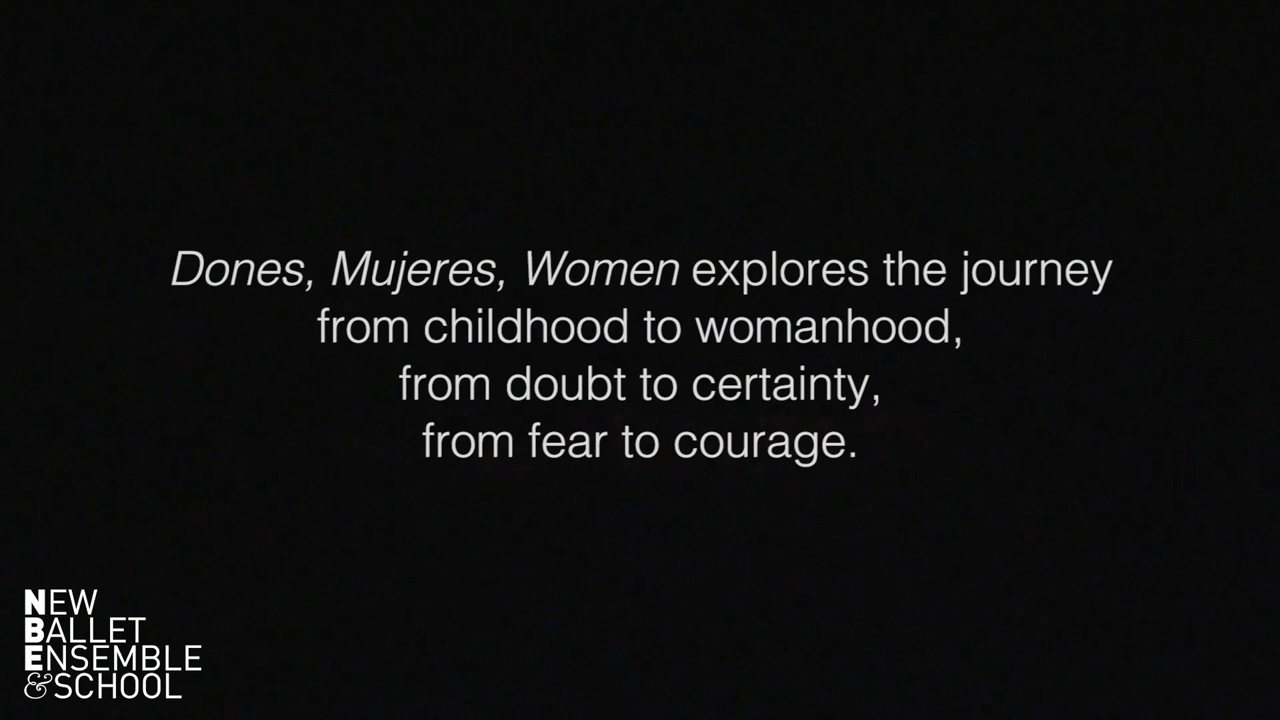 Dones, Mujeres, Women explores the journey
from childhood to womanhood,
from doubt to certainty,
from fear to courage.
NEW
BALLET
ENSEMBLE
&SCHOOL